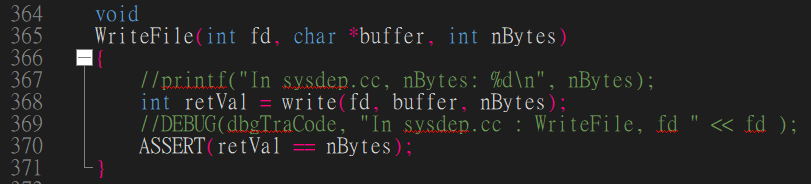 364 void
365 WriteFile(int fd, char *buffer, int nBytes)
366 {
367 //printf("In sysdep.cc, nBytes: %d\n", nBytes);
368 int retVal = write(fd, buffer, nBytes);
369 //DEBUG(dbgTraCode, "In sysdep.cc : WriteFile, fd " << fd );
370 ASSERT(retVal == nBytes);
371 }